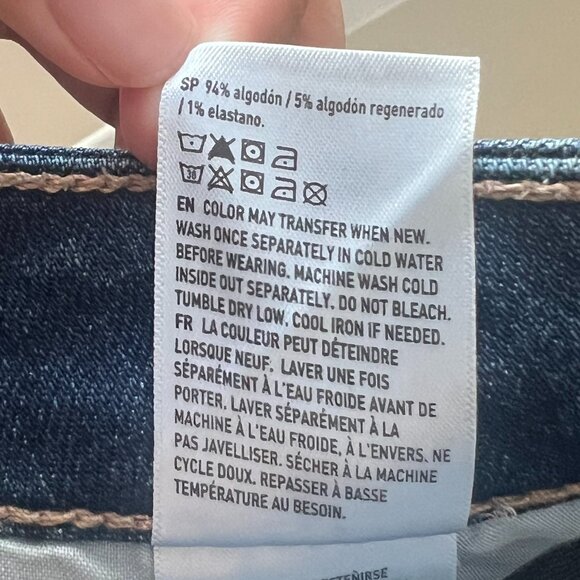 SP 94% algodón / 5% algodón regenerado
/ 1% elastano.
30
EN COLOR MAY TRANSFER WHEN NEW.
WASH ONCE SEPARATELY IN COLD WATER
BEFORE WEARING. MACHINE WASH COLD
INSIDE OUT SEPARATELY. DO NOT BLEACH.
TUMBLE DRY LOW. COOL IRON IF NEEDED.
FR LA COULEUR PEUT DÉTEINDRE
LORSQUE NEUF. LAVER UNE FOIS
SÉPARÉMENT À L'EAU FROIDE AVANT DE
PORTER. LAVER SÉPARÉMENT À LA
MACHINE À L'EAU FROIDE, À L'ENVERS. NE
PAS JAVELLISER. SÉCHER À LA MACHINE
CYCLE DOUX. REPASSER À BASSE
TEMPÉRATURE AU BESOIN.